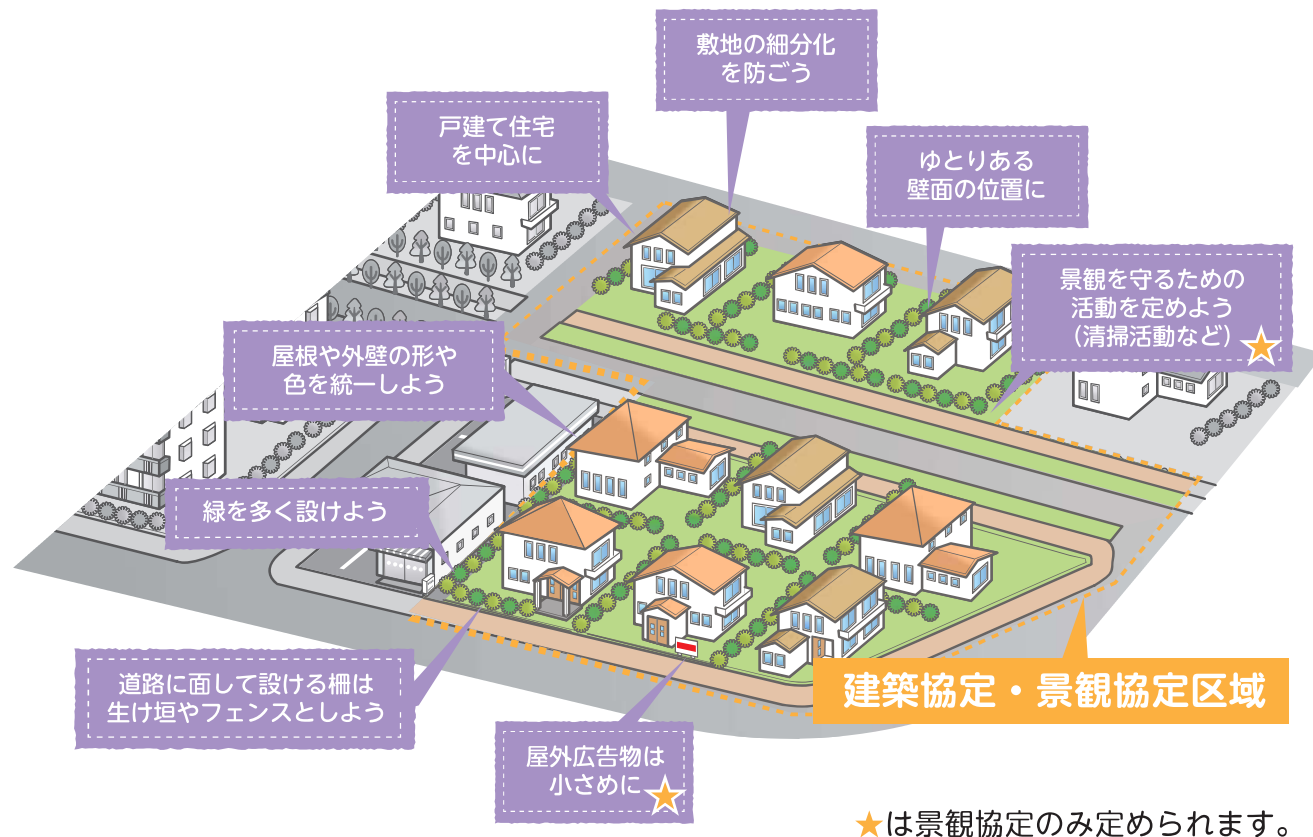 敷地の細分化
を防ごう
戸建て住宅
を中心に
ゆとりある
壁面の位置に
景観を守るための
活動を定めよう
(清掃活動など)★
屋根や外壁の形や
色を統一しよう
緑を多く設けよう
道路に面して設ける柵は
生け垣やフェンスとしよう
建築協定・景観協定区域
屋外広告物は
小さめに★
★は景観協定のみ定められます。